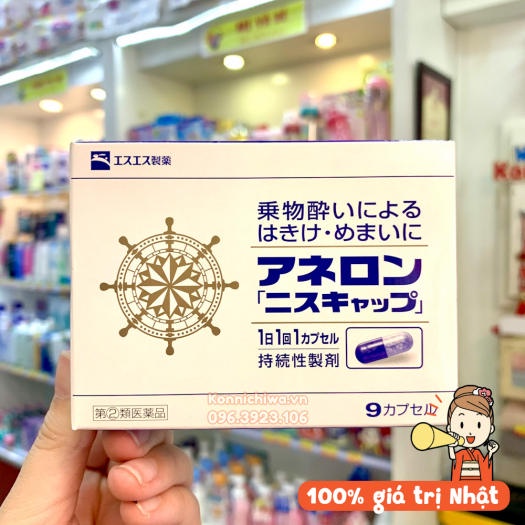 エスエス製薬
乗物酔いによる
はきけ・めまいに
アネロン
「ニスキャップ」
1日1回1カプセル
持続性製剤
Konnichiwa.vn
096.3923.106
指定②類医薬品
9カプセル
100% giá trị Nhật